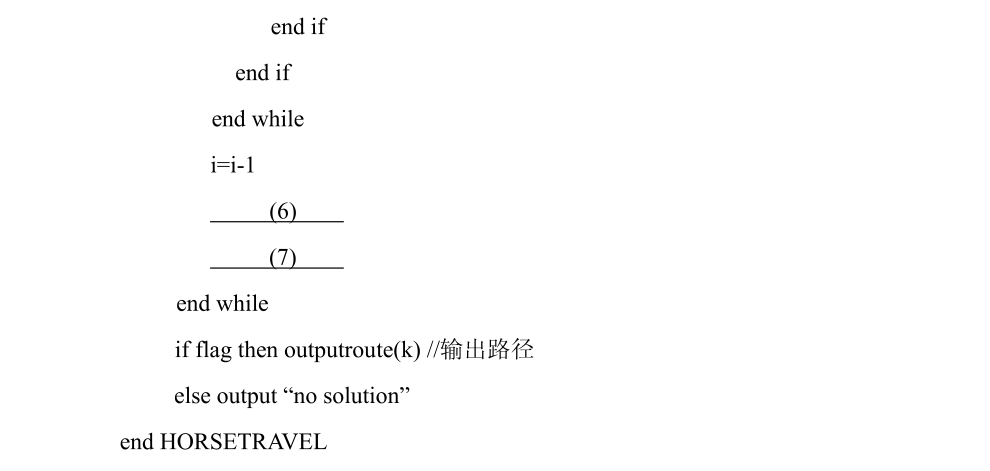 end if
end if
end while
i=i-1
(6)
(7)
end while
if flag then outputroute(k) //输出路径
else output “no solution”
end HORSETRAVEL